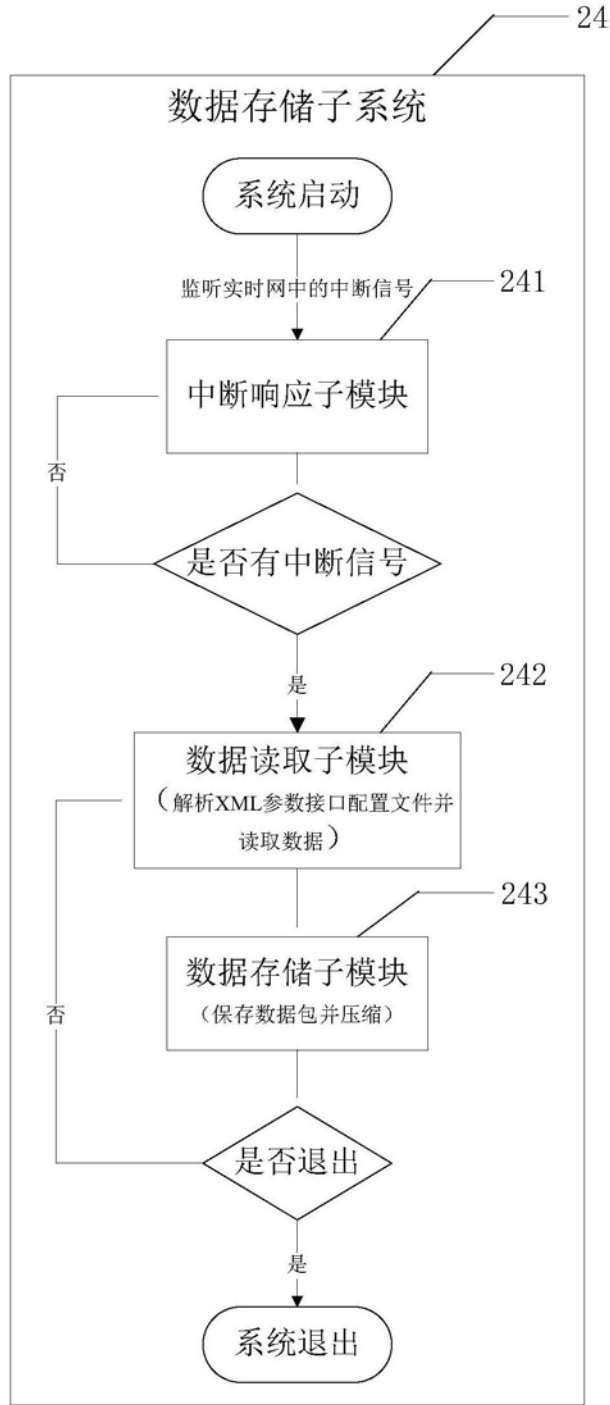 24
数据存储子系统
系统启动
监听实时网中的中断信号
241
中断响应子模块
否
是否有中断信号
是
242
数据读取子模块
（解析XML参数接口配置文件并
读取数据）
243
数据存储子模块
（保存数据包并压缩）
否
是否退出
是
系统退出